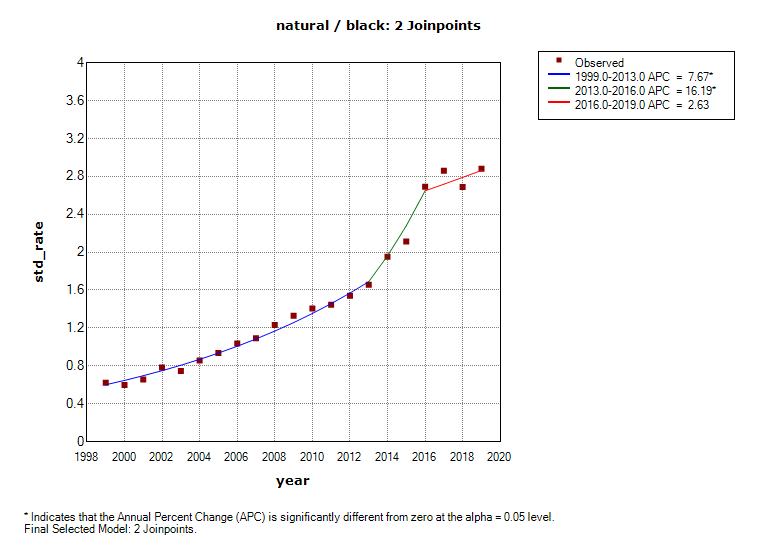 natural / black: 2 Joinpoints
Observed
1999.0-2013.0 APC = 7.67*
2013.0-2016.0 APC = 16.19*
2016.0-2019.0 APC = 2.63
4
3.6
3.2
2.8
2.4
2
1.6
1.2
0.8
0.4
0
std_rate
1998 2000 2002 2004 2006 2008 2010 2012 2014 2016 2018 2020
year
* Indicates that the Annual Percent Change (APC) is significantly different from zero at the alpha = 0.05 level.
Final Selected Model: 2 Joinpoints.